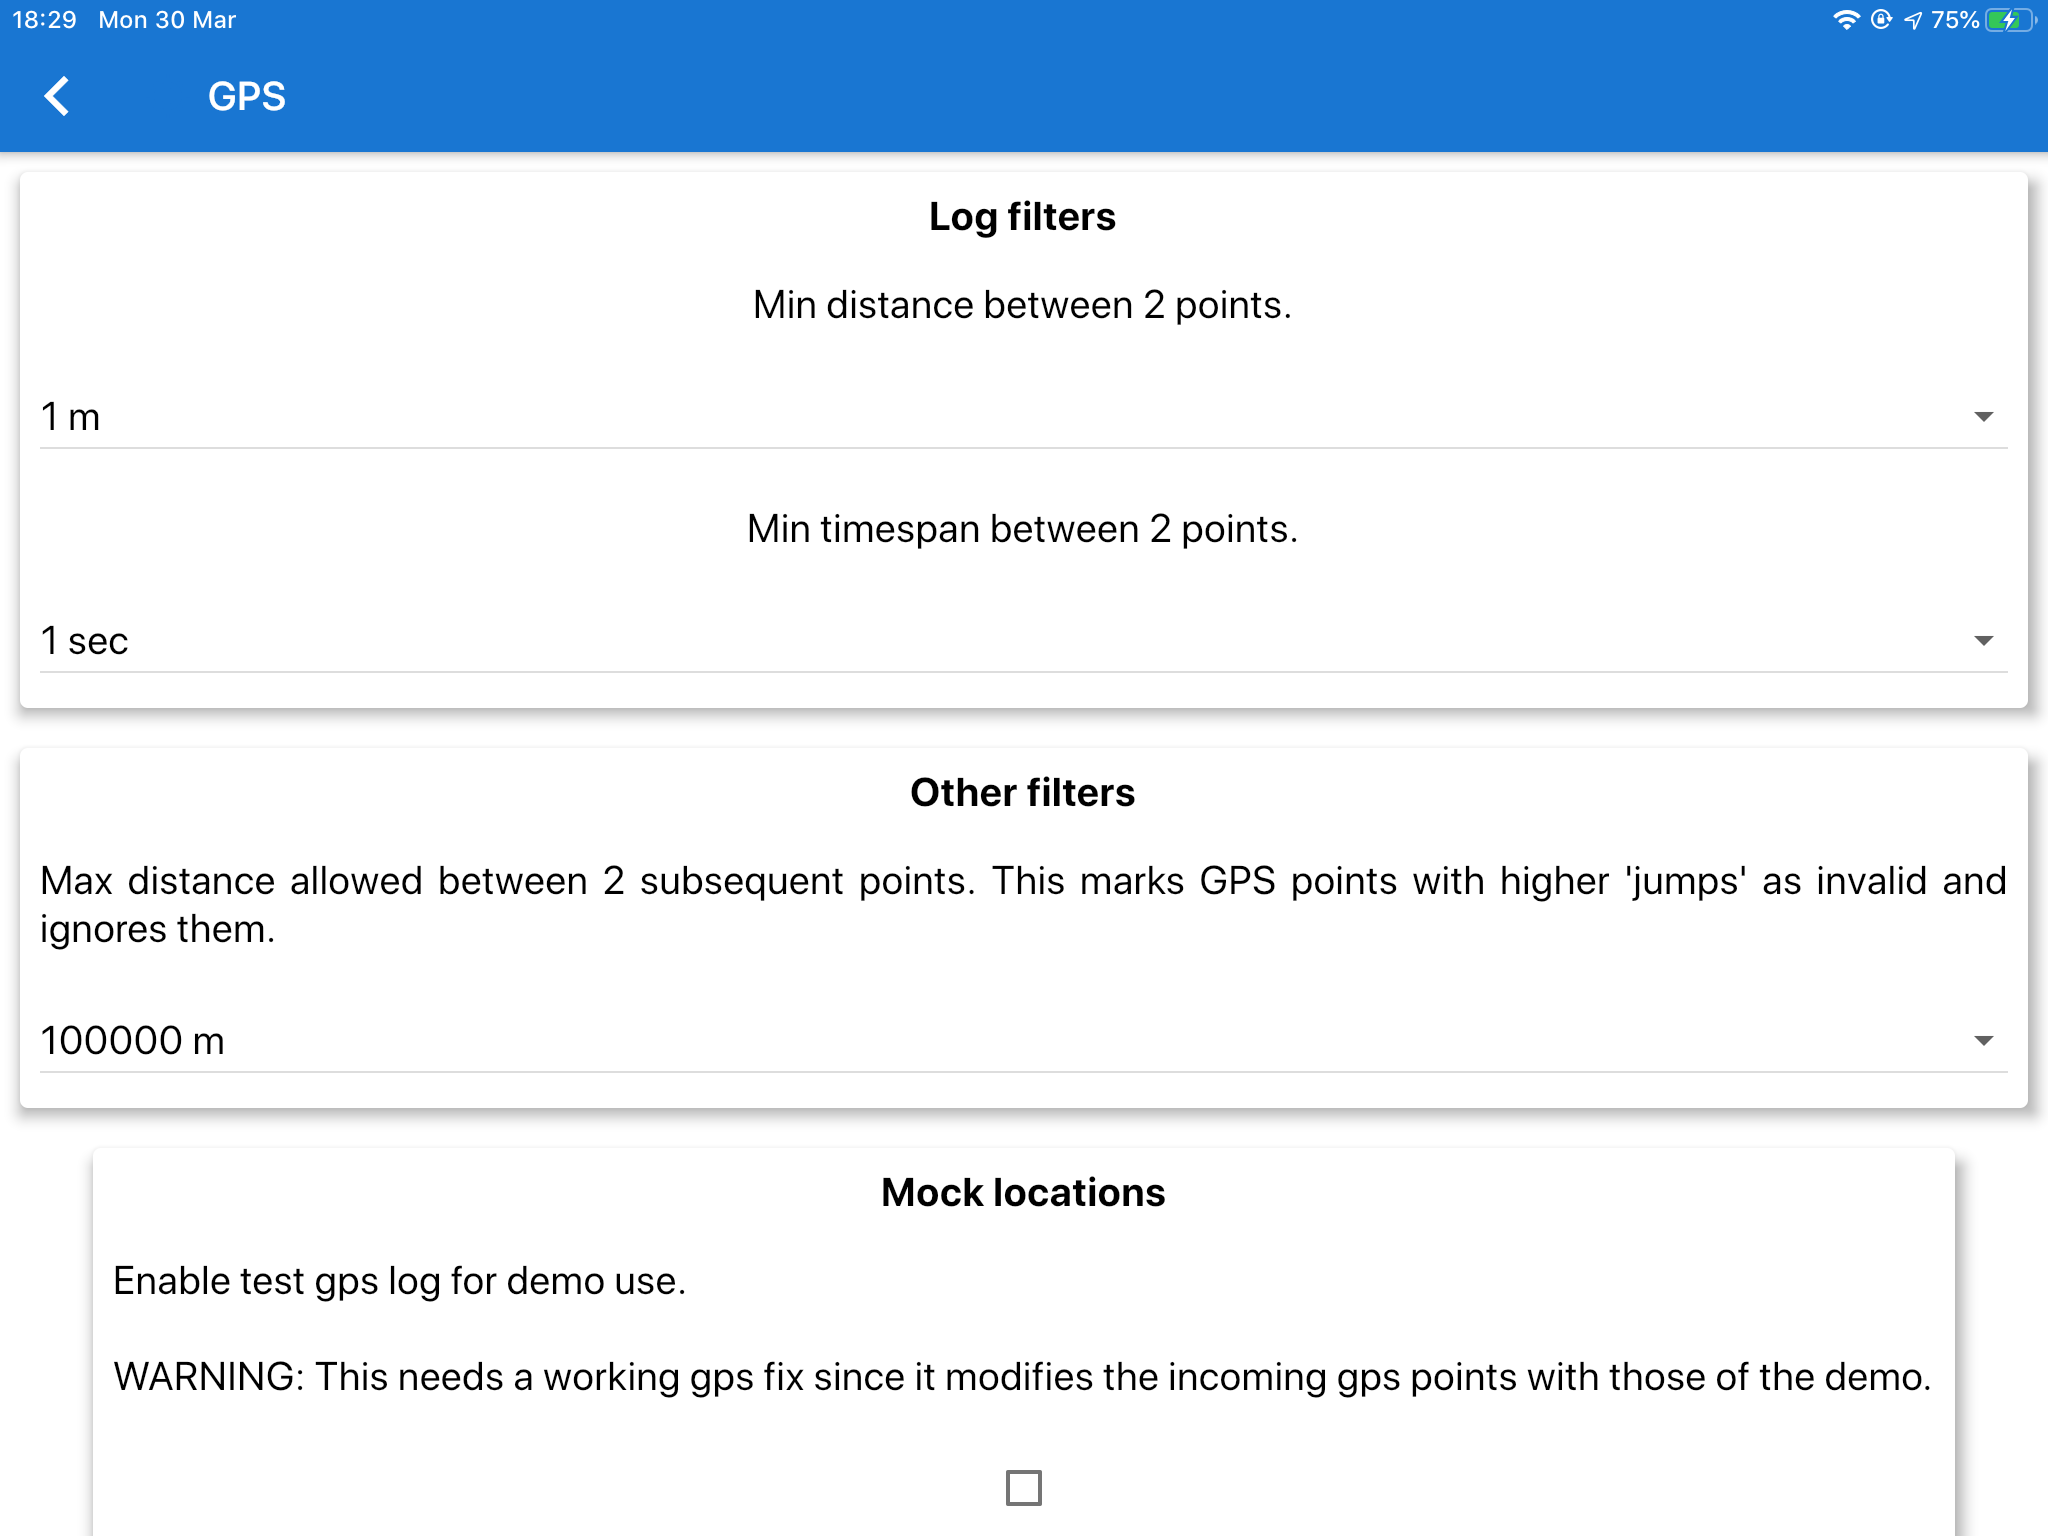 18:29 Mon 30 Mar 75%
GPS
Log filters
Min distance between 2 points.
1 m
Min timespan between 2 points.
1 sec
Other filters
Max distance allowed between 2 subsequent points. This marks GPS points with higher 'jumps' as invalid and
ignores them.
100000 m
Mock locations
Enable test gps log for demo use.
WARNING: This needs a working gps fix since it modifies the incoming gps points with those of the demo.